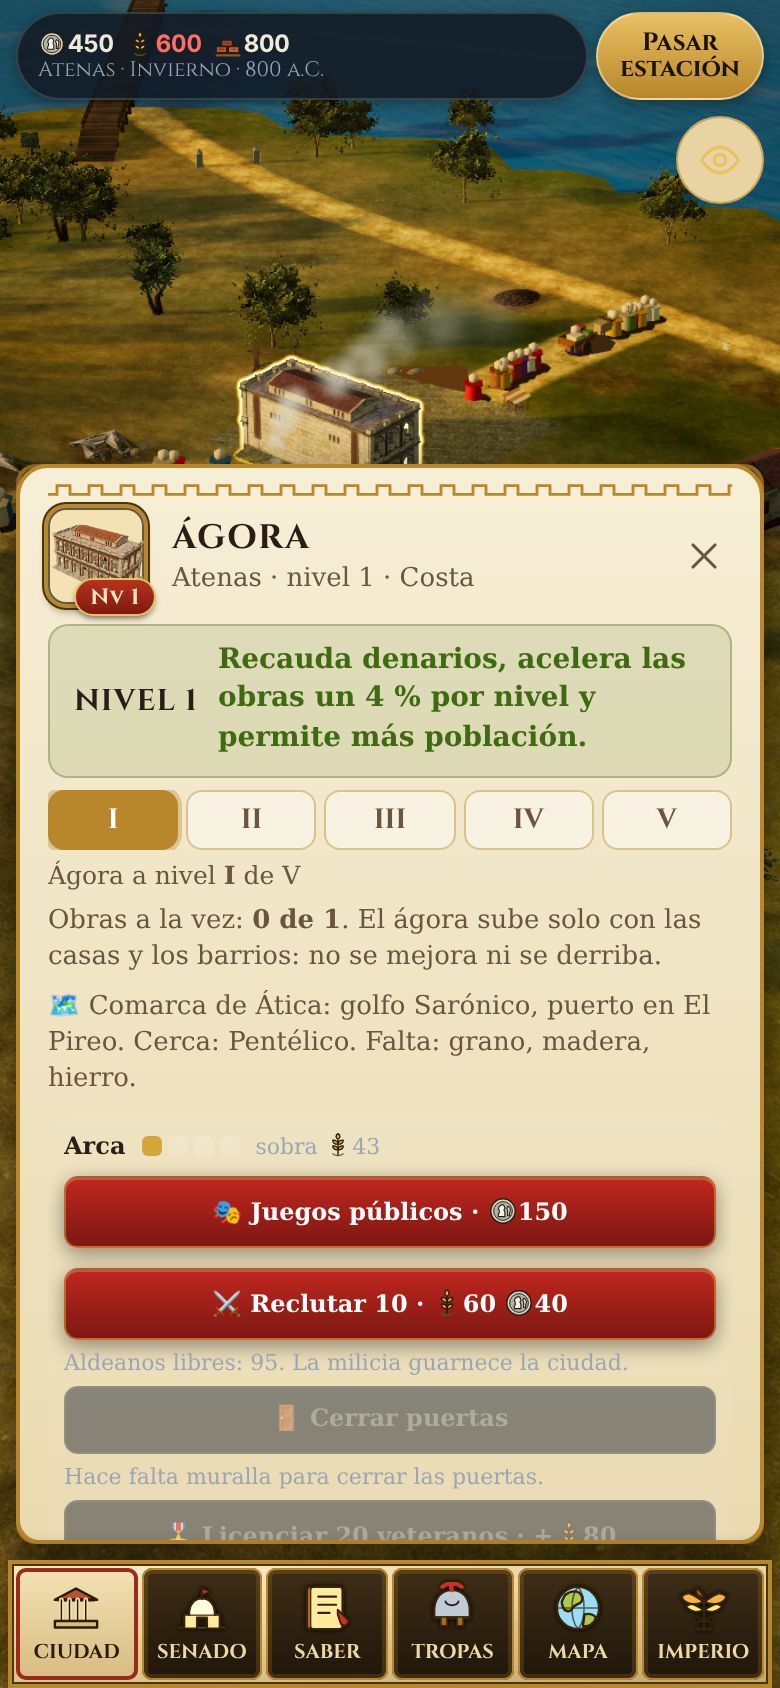 450 600 800
ATENAS · INVIERNO · 800 A.C.
PASAR
ESTACIÓN
ÁGORA
Atenas · nivel 1 · Costa
NV 1
NIVEL 1
Recauda denarios, acelera las
obras un 4 % por nivel y
permite más población.
I II III IV V
Ágora a nivel I de V
Obras a la vez: 0 de 1. El ágora sube solo con las
casas y los barrios: no se mejora ni se derriba.
Comarca de Ática: golfo Sarónico, puerto en El
Pireo. Cerca: Pentélico. Falta: grano, madera,
hierro.
Arca sobra 43
Juegos públicos · 150
Reclutar 10 · 60 40
Aldeanos libres: 95. La milicia guarnece la ciudad.
Cerrar puertas
Hace falta muralla para cerrar las puertas.
Licenciar 20 veteranos · + 80
CIUDAD SENADO SABER TROPAS MAPA IMPERIO